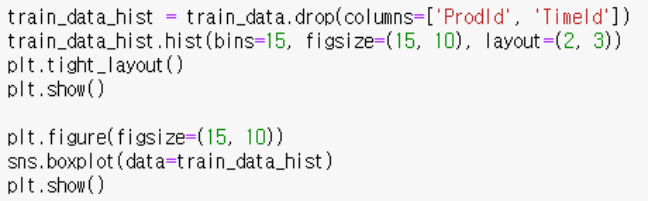 train_data_hist = train_data.drop(columns=['ProdId', 'TimeId'])
train_data_hist.hist(bins=15, figsize=(15, 10), layout=(2, 3))
plt.tight_layout()
plt.show()

plt.figure(figsize=(15, 10))
sns.boxplot(data=train_data_hist)
plt.show()